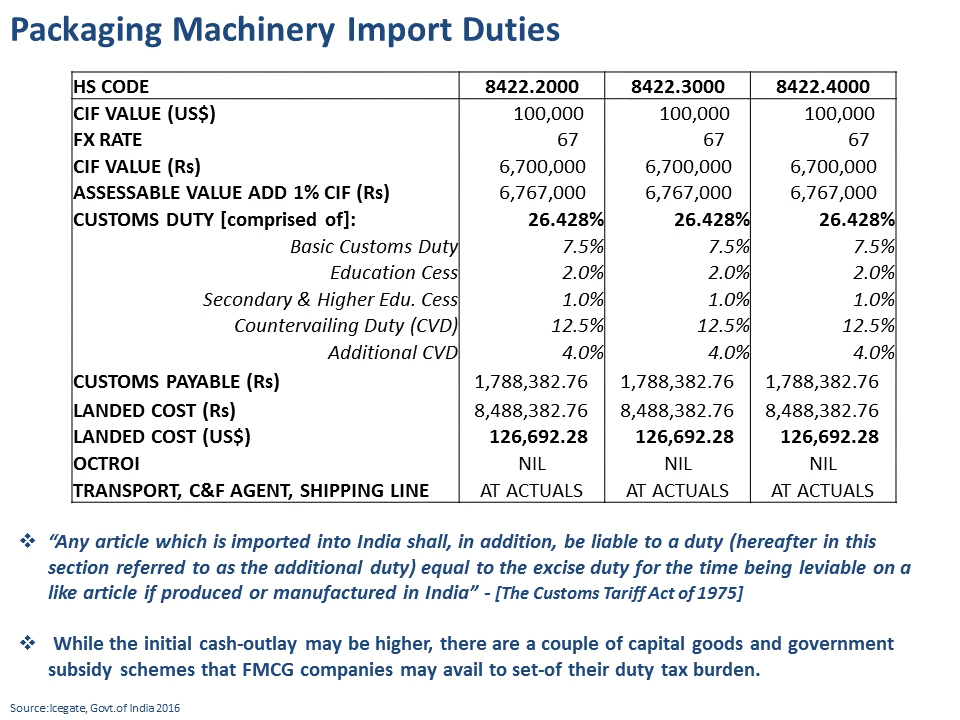 Packaging Machinery Import Duties
HS CODE 8422.2000 8422.3000 8422.4000
CIF VALUE (US$) 100,000 100,000 100,000
FX RATE 67 67 67
CIF VALUE (Rs) 6,700,000 6,700,000 6,700,000
ASSESSABLE VALUE ADD 1% CIF (Rs) 6,767,000 6,767,000 6,767,000
CUSTOMS DUTY [comprised of]: 26.428% 26.428% 26.428%
Basic Customs Duty 7.5% 7.5% 7.5%
Education Cess 2.0% 2.0% 2.0%
Secondary & Higher Edu. Cess 1.0% 1.0% 1.0%
Countervailing Duty (CVD) 12.5% 12.5% 12.5%
Additional CVD 4.0% 4.0% 4.0%
CUSTOMS PAYABLE (Rs) 1,788,382.76 1,788,382.76 1,788,382.76
LANDED COST (Rs) 8,488,382.76 8,488,382.76 8,488,382.76
LANDED COST (US$) 126,692.28 126,692.28 126,692.28
OCTROI NIL NIL NIL
TRANSPORT, C&F AGENT, SHIPPING LINE AT ACTUALS AT ACTUALS AT ACTUALS
❖ “Any article which is imported into India shall, in addition, be liable to a duty (hereafter in this
section referred to as the additional duty) equal to the excise duty for the time being leviable on a
like article if produced or manufactured in India” - [The Customs Tariff Act of 1975]
❖ While the initial cash-outlay may be higher, there are a couple of capital goods and government
subsidy schemes that FMCG companies may avail to set-of their duty tax burden.
Source:Icegate, Govt.of India 2016